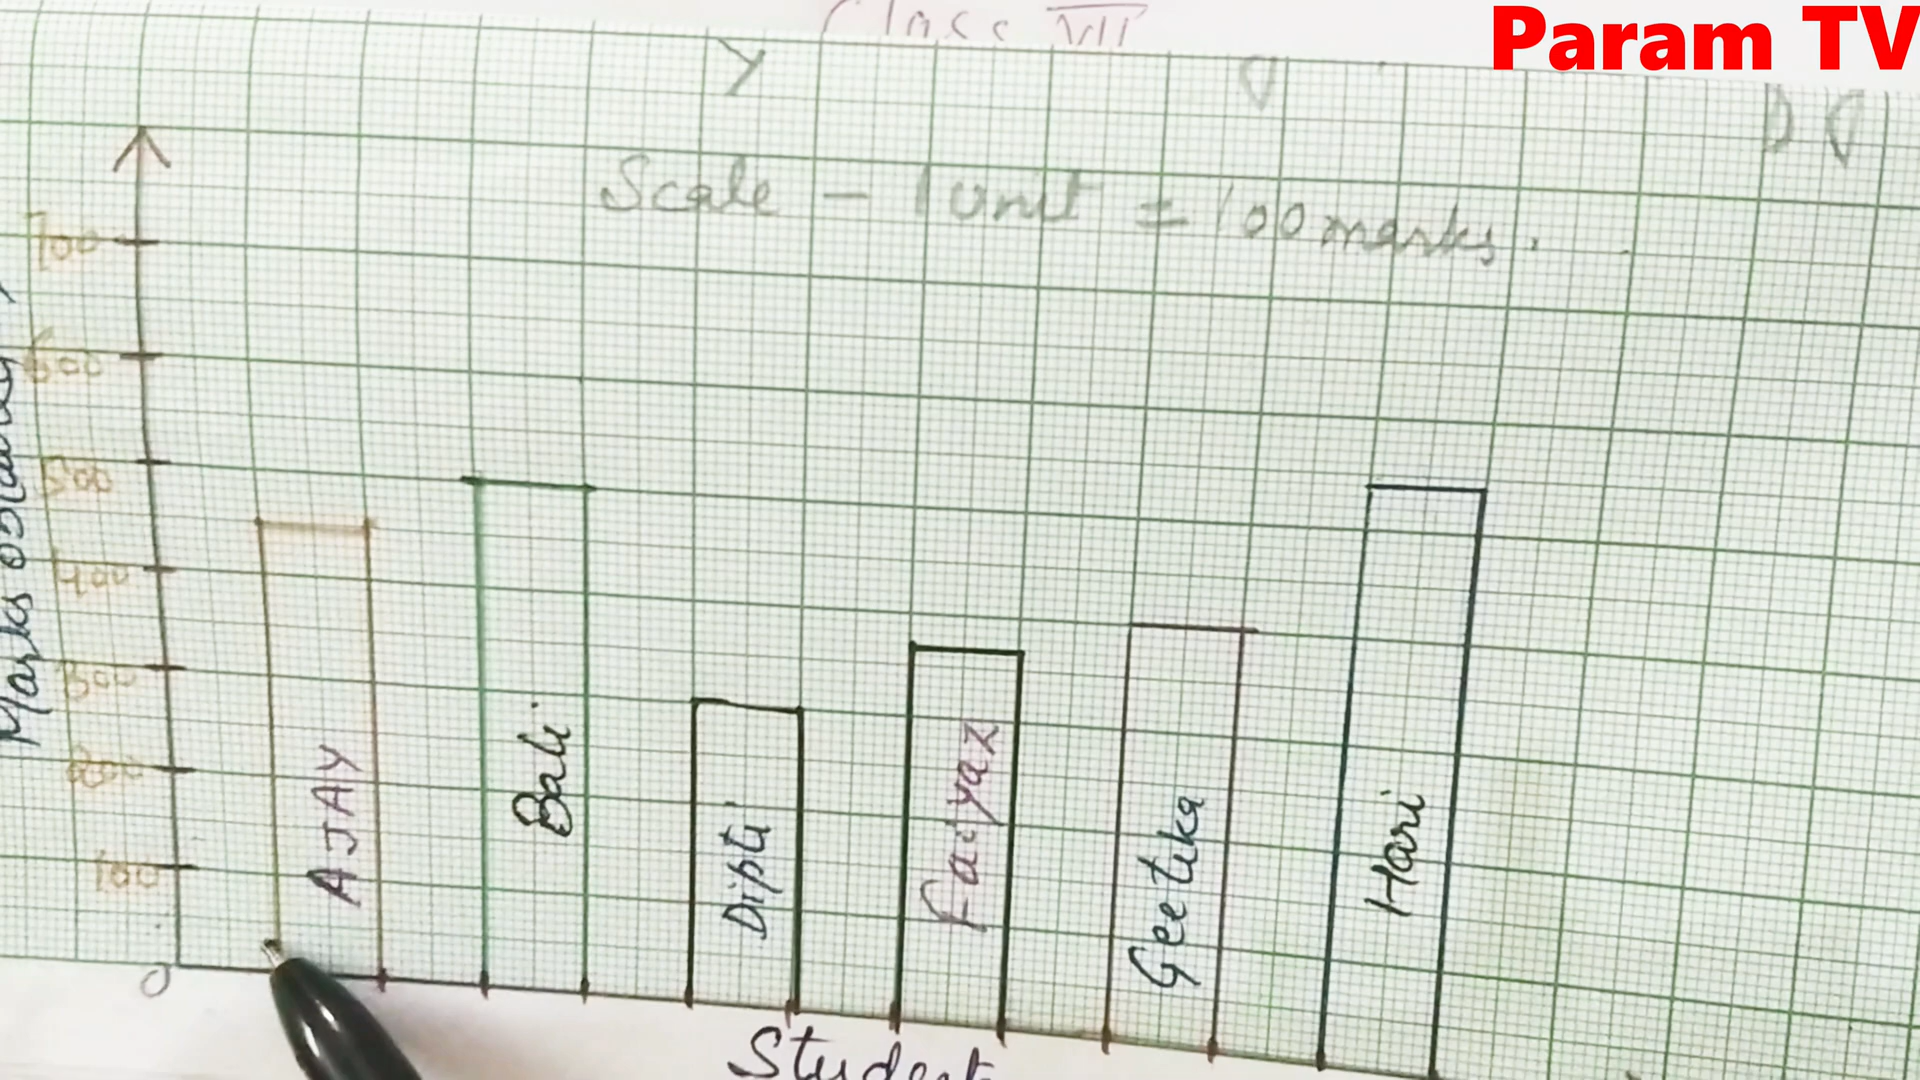 Class VII
Param TV
Scale - 1 unit = 100 marks.
700
600
500
400
300
200
100
0
Marks
AJAY
Bali
Dipti
Faiyaz
Geetika
Hari